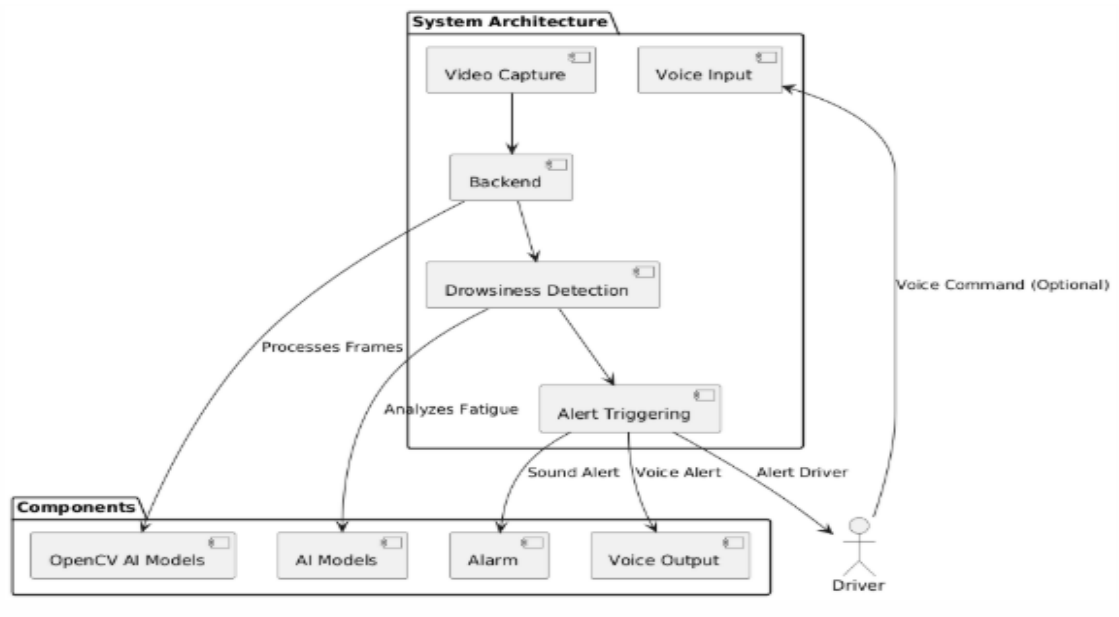 System Architecture
Video Capture
Voice Input
Backend
Voice Command (Optional)
Drowsiness Detection
Processes Frames
Analyzes Fatigue
Alert Triggering
Sound Alert
Voice Alert
Alert Driver
Components
OpenCV AI Models
AI Models
Alarm
Voice Output
Driver